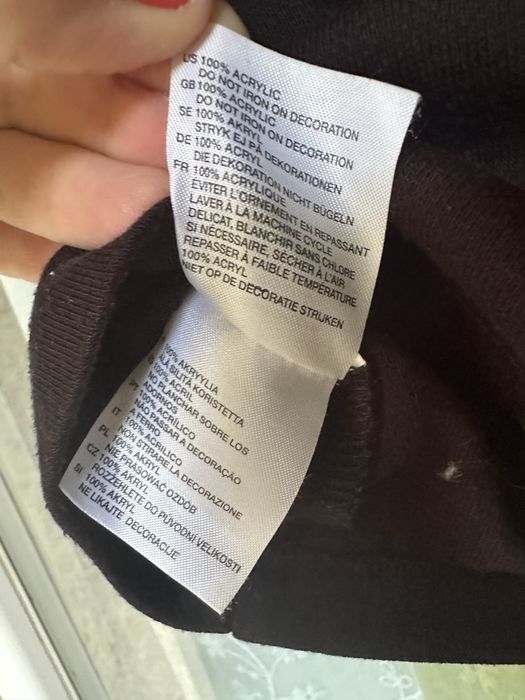 US 100% ACRYLIC
DO NOT IRON ON DECORATION
GB 100% ACRYLIC
DO NOT IRON ON DECORATION
SE 100% AKRYL
STRYK EJ PÅ DEKORATIONEN
DE 100% ACRYL
DIE DEKORATION NICHT BÜGELN
FR 100% ACRYLIQUE
ÉVITER L'ORNEMENT EN REPASSANT
LAVER À LA MACHINE CYCLE
DELICAT, BLANCHIR SANS CHLORE
SI NÉCESSAIRE, SÉCHER À L'AIR
REPASSER À FAIBLE TEMPÉRATURE
100% ACRYL
NIET OP DE DECORATIE STRIJKEN
100% AKRYYLIA
ÄLÄ SILITÄ KORISTETTA
100% ACRIL
NO PLANCHAR SOBRE LOS
ADORNOS
100% ACRÍLICO
NÃO PASSAR A DECORAÇÃO
A FERRO
IT 100% ACRILICO
NON STIRARE LA DECORAZIONE
PL 100% AKRYL
NIE PRASOWAĆ OZDÓB
CZ 100% AKRYL
ROZŽEHLETE DO PŮVODNÍ VELIKOSTI
SI 100% AKRYL
NE LIKAJTE DECORACIJE